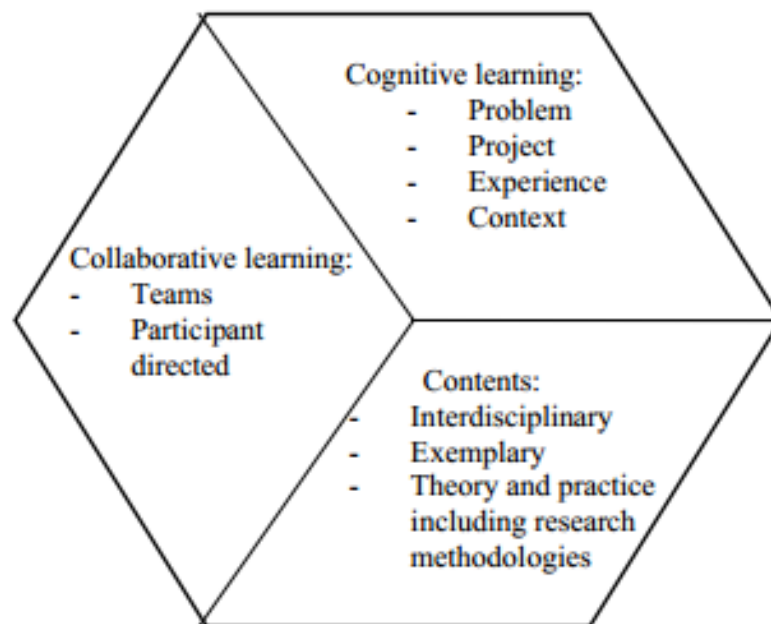 Cognitive learning:
- Problem
- Project
- Experience
- Context
Collaborative learning:
- Teams
- Participant
directed
Contents:
- Interdisciplinary
- Exemplary
- Theory and practice
including research
methodologies